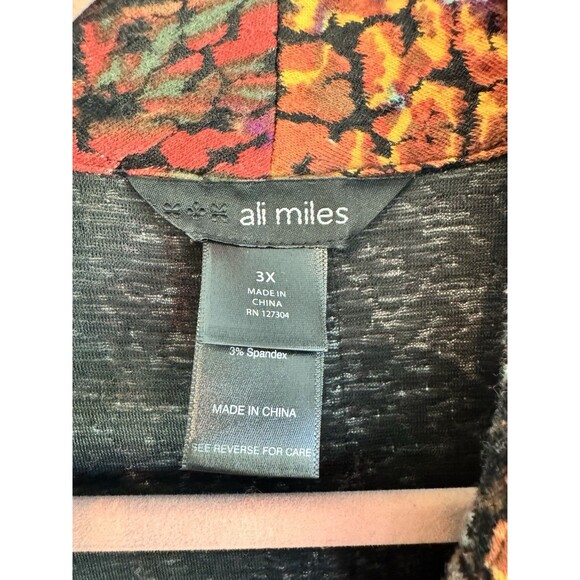 ali miles
3X
MADE IN
CHINA
RN 127304
3% Spandex
MADE IN CHINA
SEE REVERSE FOR CARE